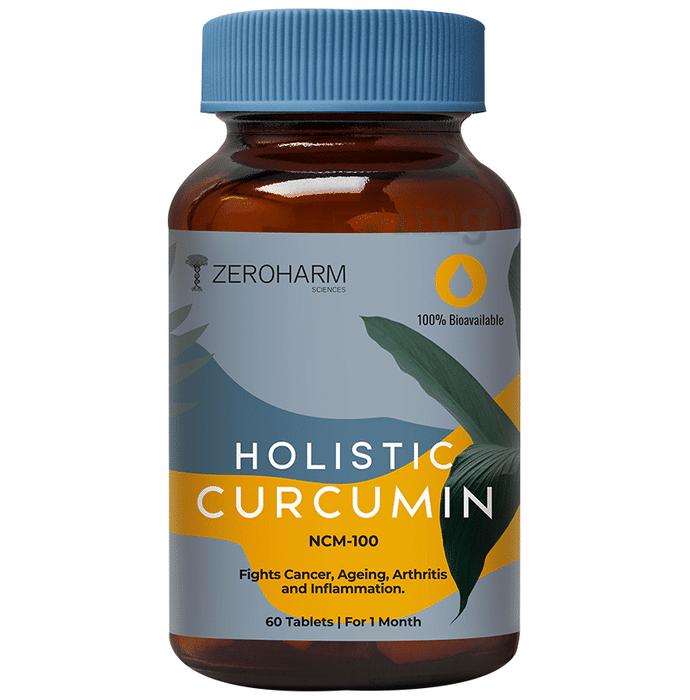 ZEROHARM
SCIENCES
100% Bioavailable
HOLISTIC
CURCUMIN
NCM-100
Fights Cancer, Ageing, Arthritis
and Inflammation.
60 Tablets | For 1 Month